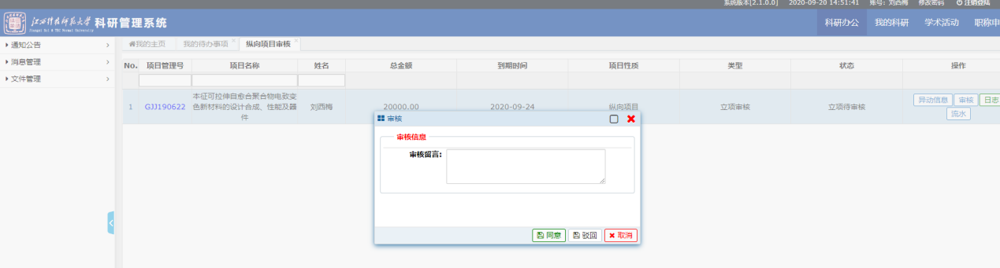 系统版本[2.1.0.0] 2020-09-20 14:51:41 账号：刘西梅 修改密码 注销登陆
江西科技师范大学 科研管理系统
科研办公 我的科研 学术活动 职称申
通知公告
消息管理
文件管理
我的主页 我的待办事项 纵向项目审核
No. 项目管理号 项目名称 姓名 总金额 到期时间 项目性质 类型 状态 操作
1 GJJ190622 本征可拉伸自愈合聚合物电致变色新材料的设计合成、性能及器件 刘西梅 20000.00 2020-09-24 纵向项目 立项审核 立项待审核 异动信息 审核 日志
流水
审核
审核信息
审核留言:
同意 驳回 取消